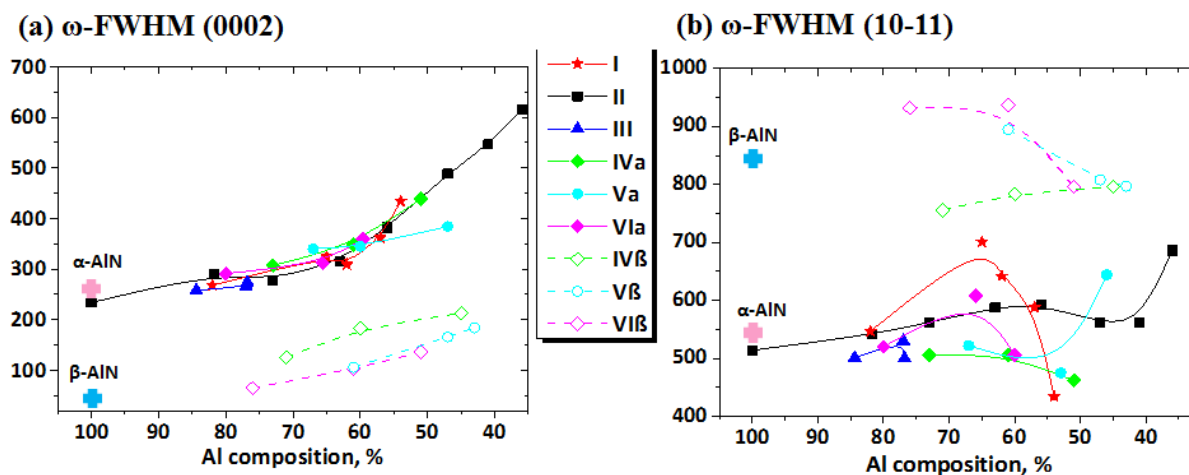 (a) ω-FWHM (0002)
700
600
500
400
300
200
100
α-AlN
β-AlN
100 90 80 70 60 50 40
Al composition, %
I
II
III
IVa
Va
VIa
IVß
Vß
VIß
(b) ω-FWHM (10-11)
1000
900
800
700
600
500
400
β-AlN
α-AlN
100 90 80 70 60 50 40
Al composition, %